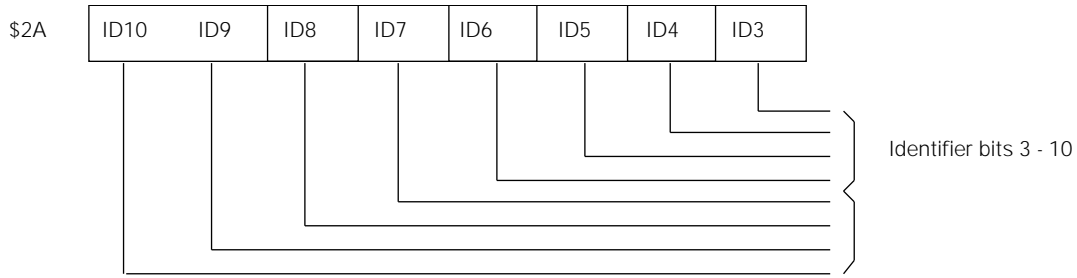 $2A ID10 ID9 ID8 ID7 ID6 ID5 ID4 ID3
Identifier bits 3 - 10